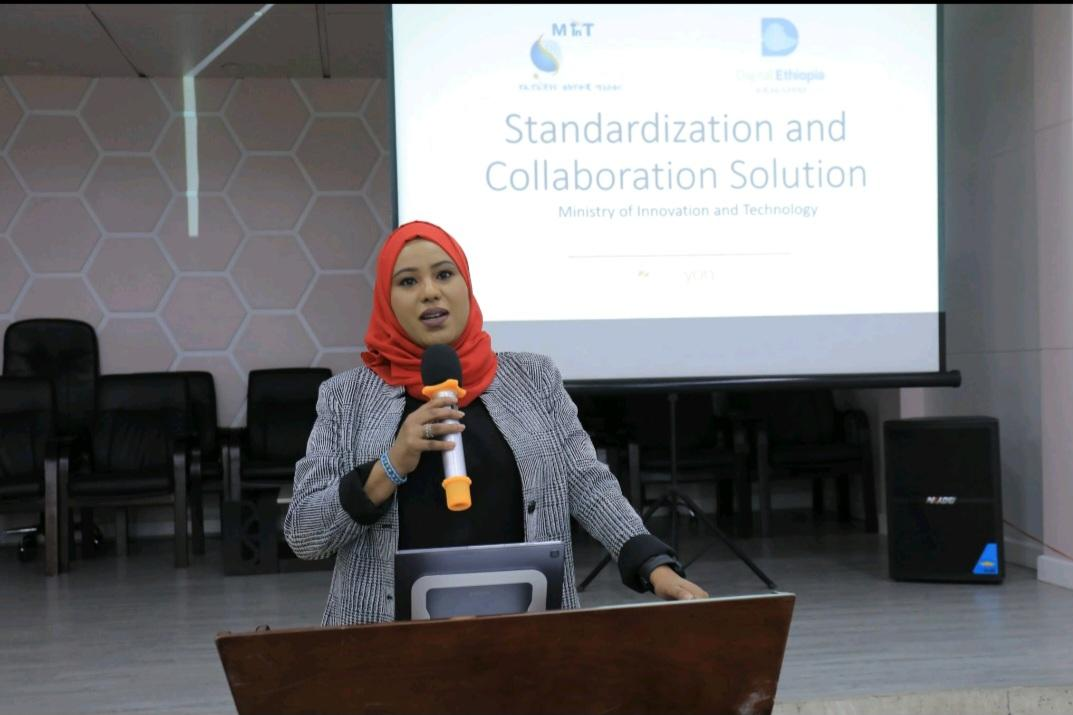 MInT
Digital Ethiopia
Standardization and
Collaboration Solution
Ministry of Innovation and Technology